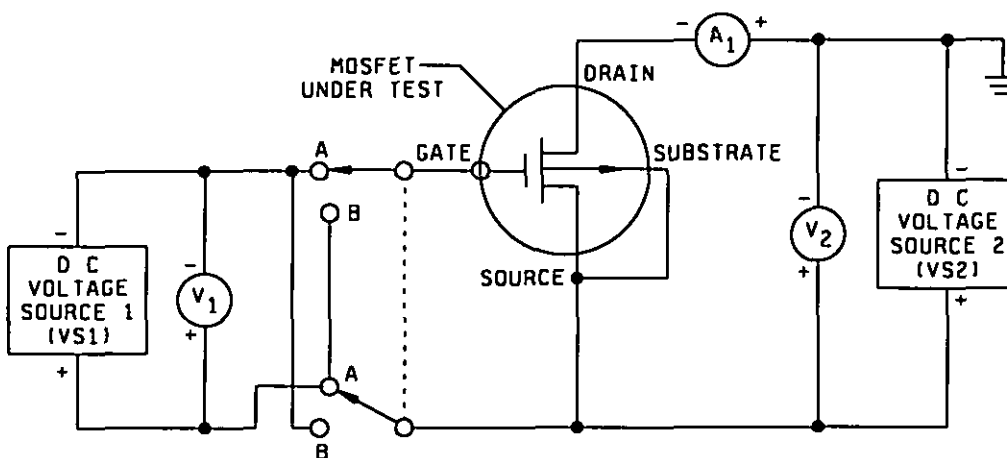 - A1 +
MOSFET
UNDER TEST
DRAIN
A
GATE
SUBSTRATE
B
-
D C
VOLTAGE
SOURCE 1
(VS1)
+
-
V1
+
SOURCE
-
V2
+
-
D C
VOLTAGE
SOURCE 2
(VS2)
+
A
B